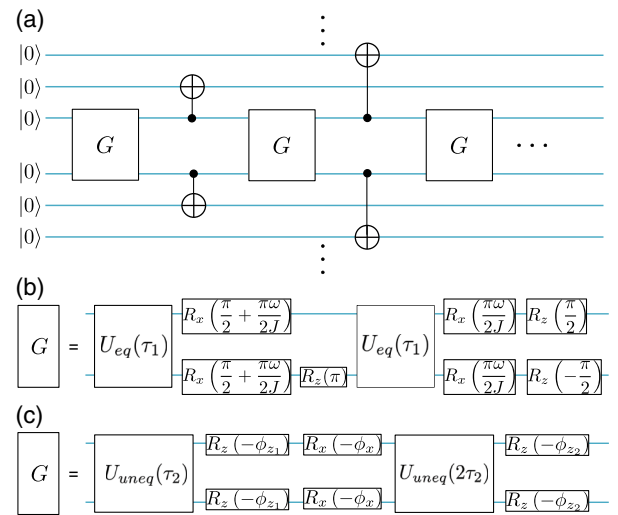 (a)
|0⟩
|0⟩
|0⟩
G G G ···
|0⟩
|0⟩
|0⟩
(b)
G = U_{eq}(τ_1) R_x(π/2 + πω/2J) U_{eq}(τ_1) R_x(πω/2J) R_z(π/2)
R_x(π/2 + πω/2J) R_z(π) R_x(πω/2J) R_z(-π/2)
(c)
G = U_{uneq}(τ_2) R_z(-ϕ_{z_1}) R_x(-ϕ_x) U_{uneq}(2τ_2) R_z(-ϕ_{z_2})
R_z(-ϕ_{z_1}) R_x(-ϕ_x) R_z(-ϕ_{z_2})